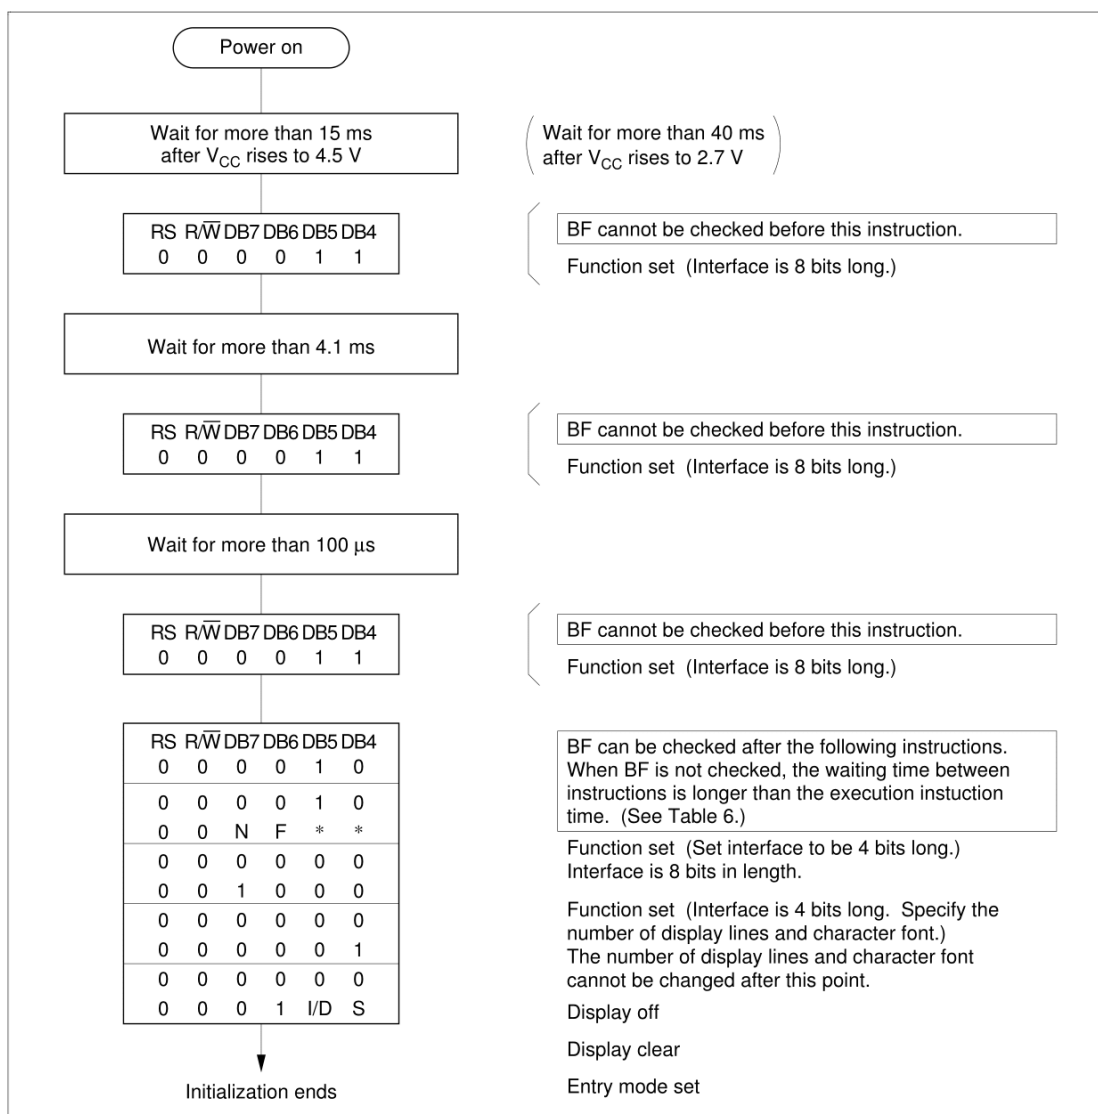 Power on
Wait for more than 15 ms
after VCC rises to 4.5 V
Wait for more than 40 ms
after VCC rises to 2.7 V
RS R/W̅ DB7 DB6 DB5 DB4
0 0 0 0 1 1
BF cannot be checked before this instruction.
Function set (Interface is 8 bits long.)
Wait for more than 4.1 ms
RS R/W̅ DB7 DB6 DB5 DB4
0 0 0 0 1 1
BF cannot be checked before this instruction.
Function set (Interface is 8 bits long.)
Wait for more than 100 μs
RS R/W̅ DB7 DB6 DB5 DB4
0 0 0 0 1 1
BF cannot be checked before this instruction.
Function set (Interface is 8 bits long.)
RS R/W̅ DB7 DB6 DB5 DB4
0 0 0 0 1 0
0 0 0 0 1 0
0 0 N F * *
0 0 0 0 0 0
0 0 1 0 0 0
0 0 0 0 0 0
0 0 0 0 0 1
0 0 0 0 0 0
0 0 0 1 I/D S
BF can be checked after the following instructions.
When BF is not checked, the waiting time between
instructions is longer than the execution instuction
time. (See Table 6.)
Function set (Set interface to be 4 bits long.)
Interface is 8 bits in length.
Function set (Interface is 4 bits long. Specify the
number of display lines and character font.)
The number of display lines and character font
cannot be changed after this point.
Display off
Display clear
Entry mode set
Initialization ends